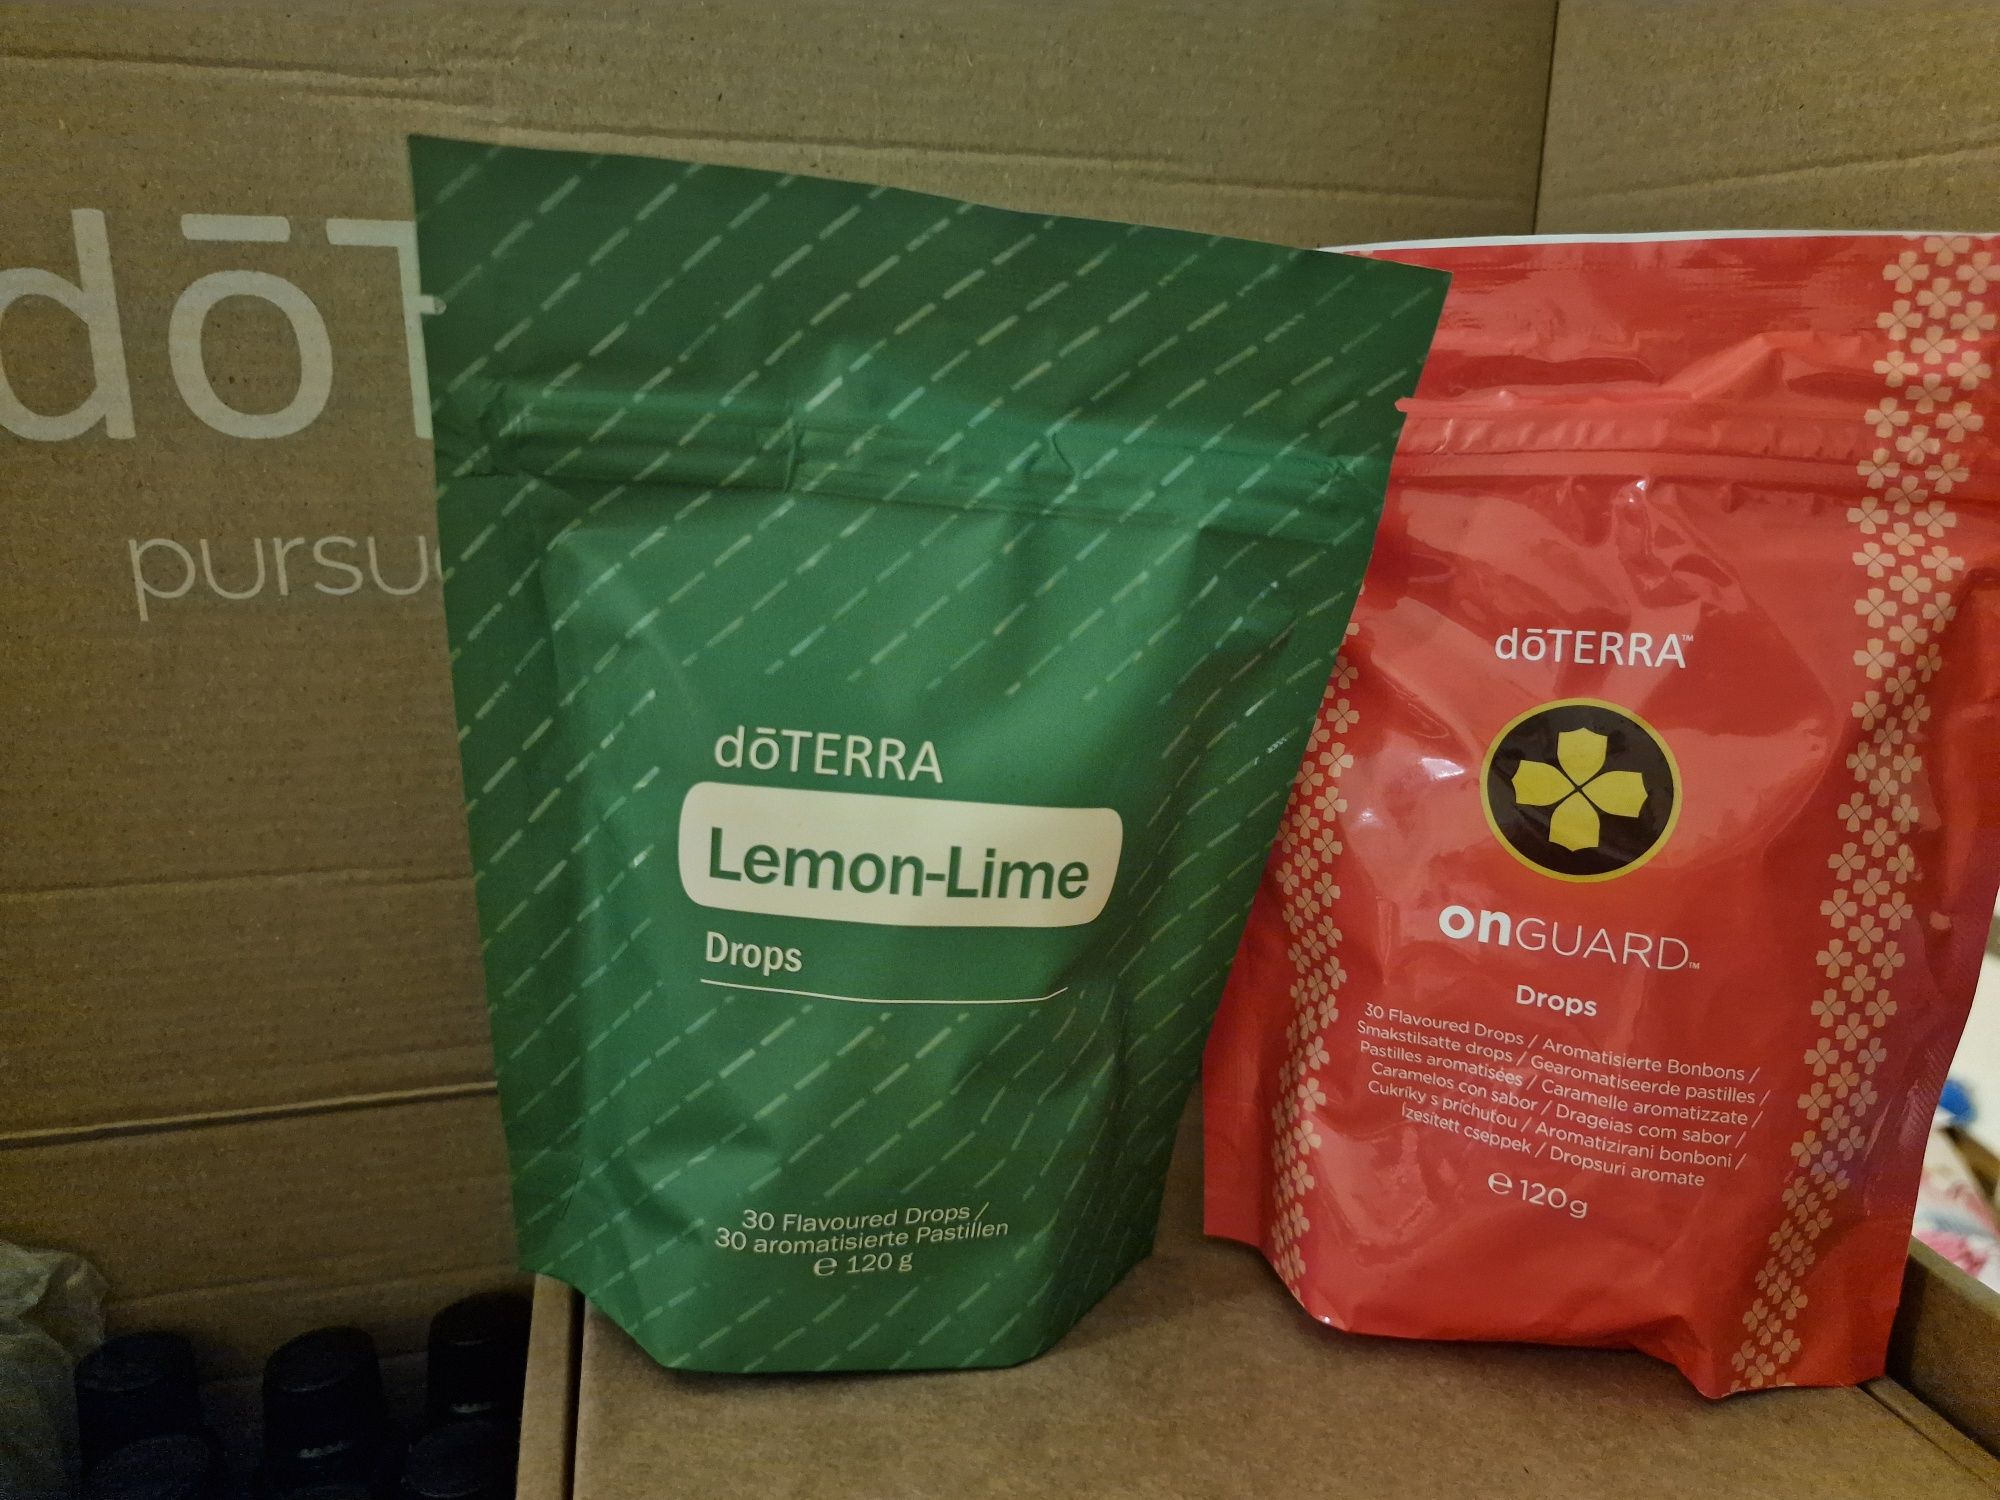 dōT
pursu
dōTERRA
Lemon-Lime
Drops
30 Flavoured Drops /
30 aromatisierte Pastillen
℮ 120 g
dōTERRA™
onGUARD™
Drops
30 Flavoured Drops / Aromatisierte Bonbons /
Smakstilsatte drops / Gearomatiseerde pastilles /
Pastilles aromatisées / Caramelle aromatizzate /
Caramelos con sabor / Drageias com sabor /
Cukríky s príchuťou / Aromatizirani bonboni /
Ízesített cseppek / Dropsuri aromate
℮ 120g